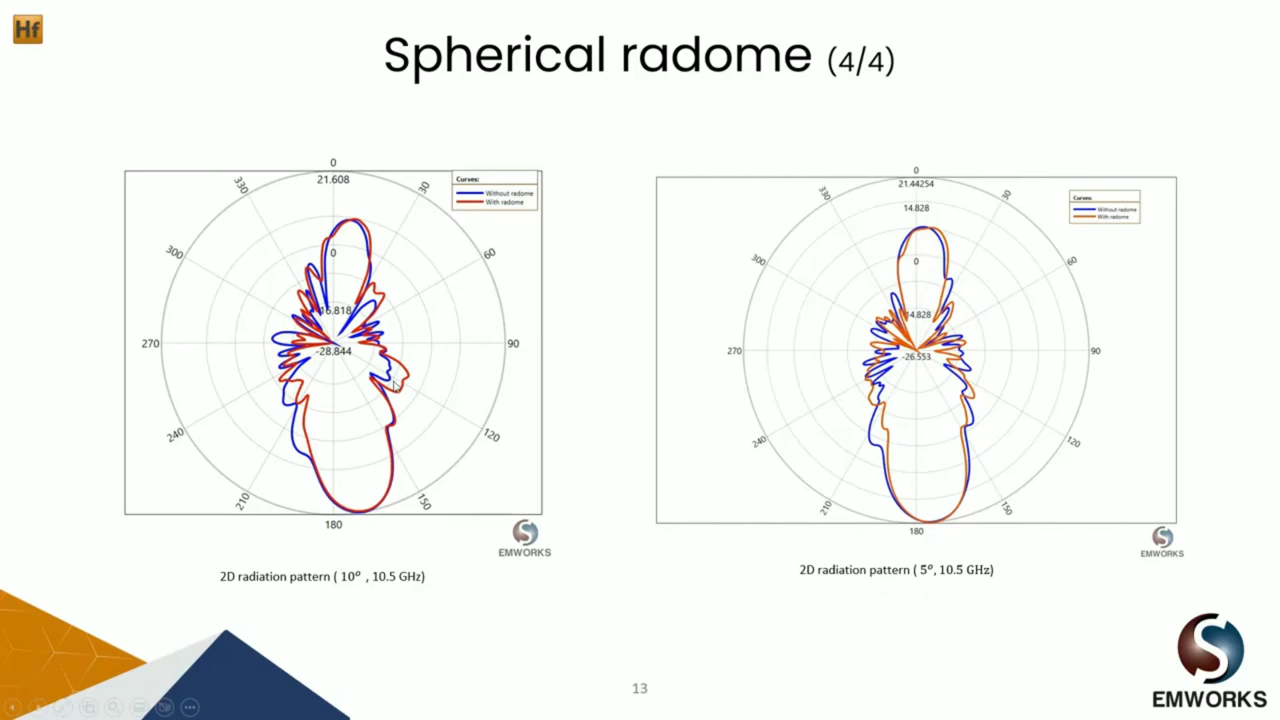 Hf
Spherical radome (4/4)
0
21.608
330
30
Curves:
Without radome
With radome
300
60
0
16.818
270
90
-28.844
240
120
210
150
180
EMWORKS
2D radiation pattern ( 10° , 10.5 GHz)
0
21.44254
14.828
330
30
Curves:
Without radome
With radome
300
60
0
14.828
270
90
-26.553
240
120
210
150
180
EMWORKS
2D radiation pattern ( 5°, 10.5 GHz)
13
EMWORKS